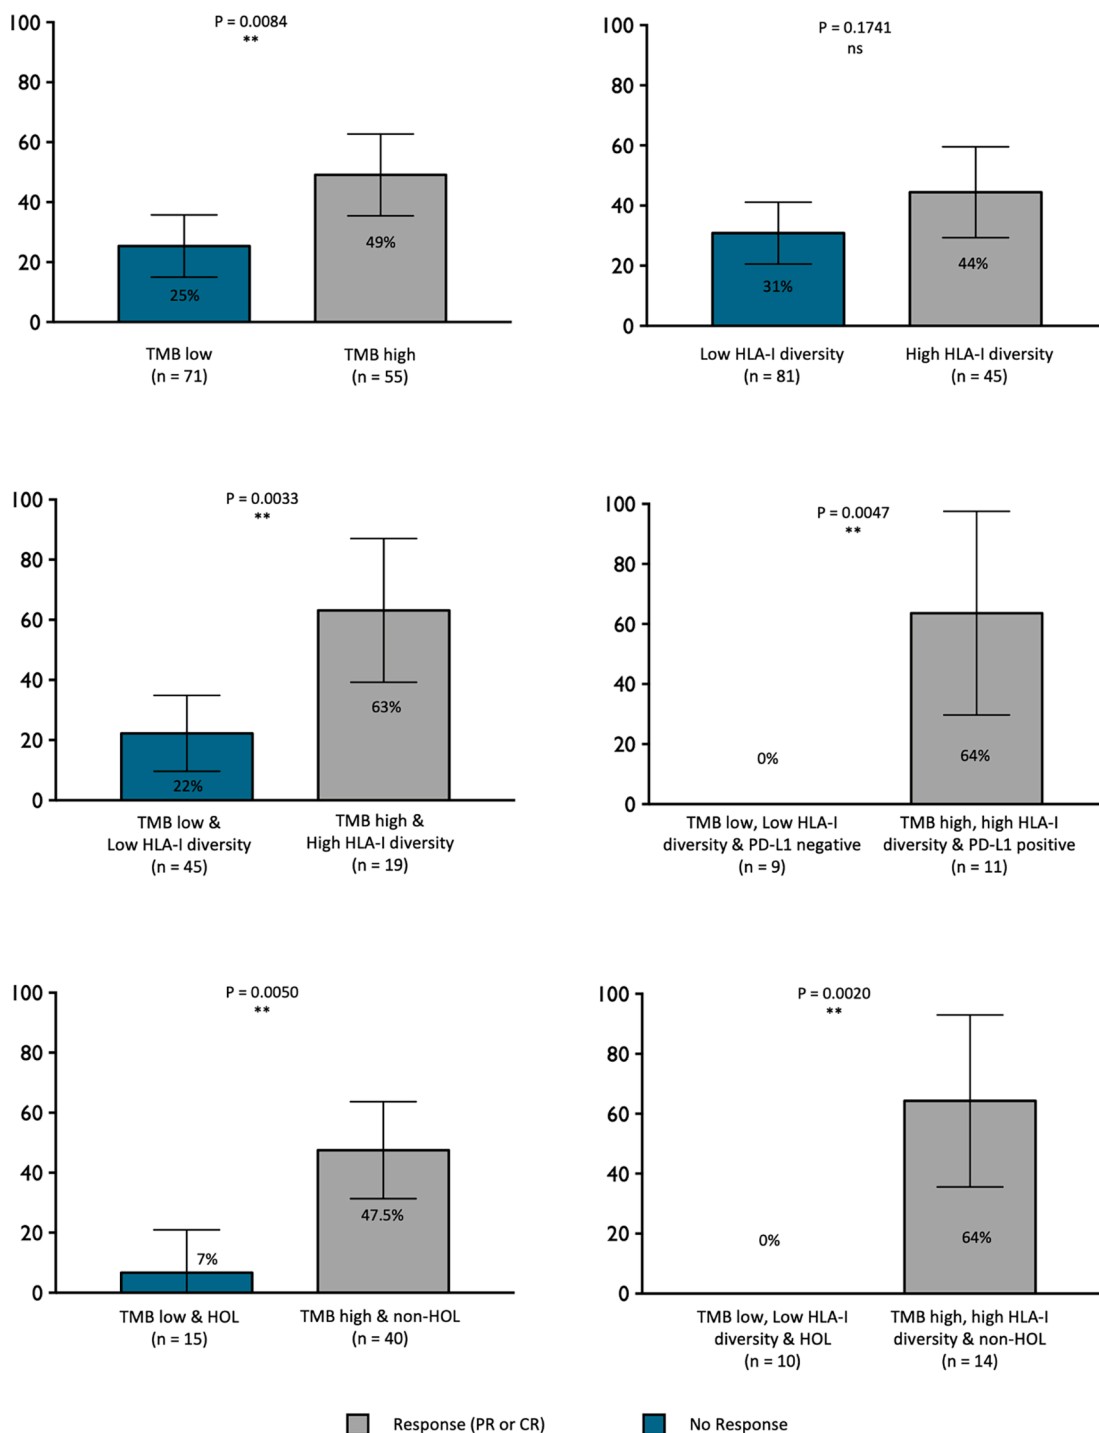 P = 0.0084
**
100
80
60
40
20
0
49%
25%
TMB low
(n = 71)
TMB high
(n = 55)
P = 0.1741
ns
100
80
60
40
20
0
44%
31%
Low HLA-I diversity
(n = 81)
High HLA-I diversity
(n = 45)
P = 0.0033
**
100
80
60
40
20
0
63%
22%
TMB low &
Low HLA-I diversity
(n = 45)
TMB high &
High HLA-I diversity
(n = 19)
P = 0.0047
**
100
80
60
40
20
0
0%
64%
TMB low, Low HLA-I
diversity & PD-L1 negative
(n = 9)
TMB high, high HLA-I
diversity & PD-L1 positive
(n = 11)
P = 0.0050
**
100
80
60
40
20
0
47.5%
7%
TMB low & HOL
(n = 15)
TMB high & non-HOL
(n = 40)
P = 0.0020
**
100
80
60
40
20
0
0%
64%
TMB low, Low HLA-I
diversity & HOL
(n = 10)
TMB high, high HLA-I
diversity & non-HOL
(n = 14)
Response (PR or CR)
No Response